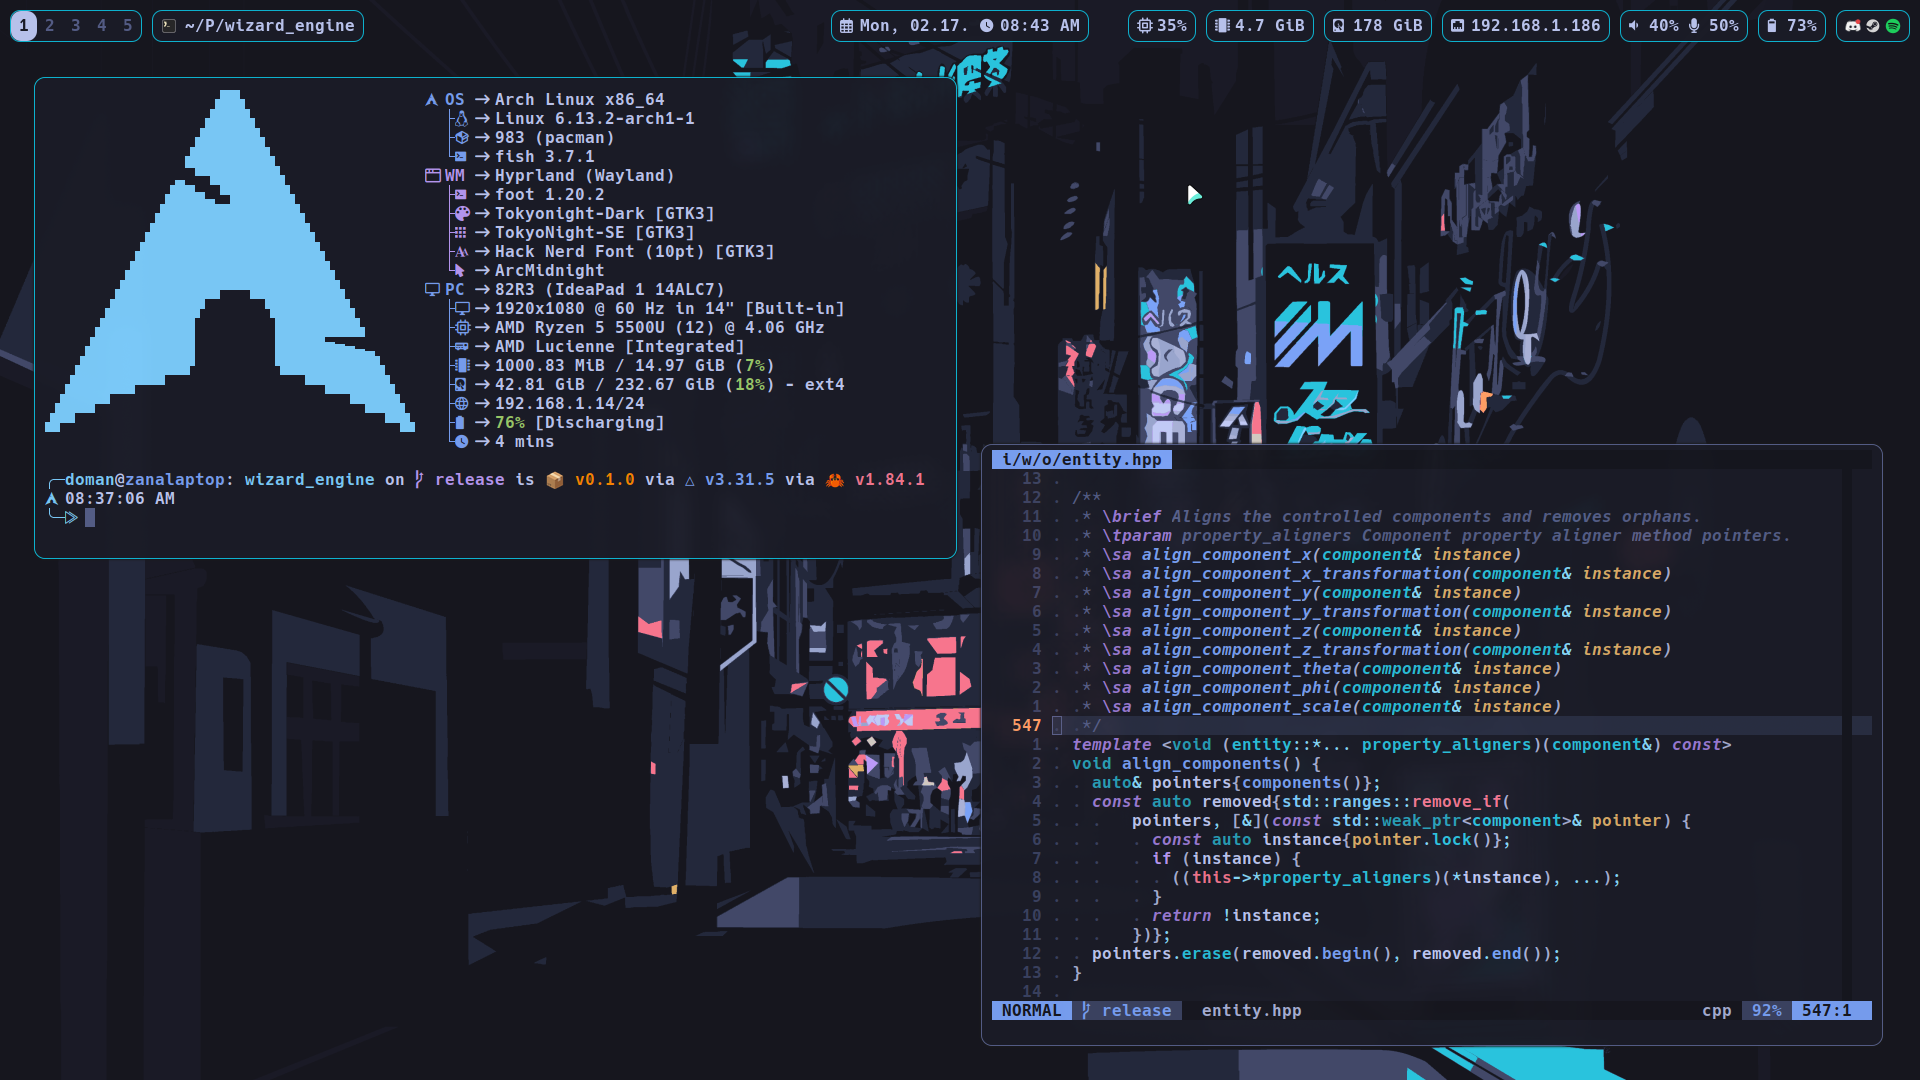 1 2 3 4 5 ~/P/wizard_engine Mon, 02.17. 08:43 AM 35% 4.7 GiB 178 GiB 192.168.1.186 40% 50% 73%
OS → Arch Linux x86_64
→ Linux 6.13.2-arch1-1
→ 983 (pacman)
→ fish 3.7.1
WM → Hyprland (Wayland)
→ foot 1.20.2
→ Tokyonight-Dark [GTK3]
→ TokyoNight-SE [GTK3]
→ Hack Nerd Font (10pt) [GTK3]
→ ArcMidnight
PC → 82R3 (IdeaPad 1 14ALC7)
→ 1920x1080 @ 60 Hz in 14" [Built-in]
→ AMD Ryzen 5 5500U (12) @ 4.06 GHz
→ AMD Lucienne [Integrated]
→ 1000.83 MiB / 14.97 GiB (7%)
→ 42.81 GiB / 232.67 GiB (18%) - ext4
→ 192.168.1.14/24
→ 76% [Discharging]
→ 4 mins
doman@zanalaptop: wizard_engine on release is 📦 v0.1.0 via △ v3.31.5 via 🦀 v1.84.1
08:37:06 AM
ヘルス
i/w/o/entity.hpp
13 .
12 . /**
11 . .* \brief Aligns the controlled components and removes orphans.
10 . .* \tparam property_aligners Component property aligner method pointers.
9 . .* \sa align_component_x(component& instance)
8 . .* \sa align_component_x_transformation(component& instance)
7 . .* \sa align_component_y(component& instance)
6 . .* \sa align_component_y_transformation(component& instance)
5 . .* \sa align_component_z(component& instance)
4 . .* \sa align_component_z_transformation(component& instance)
3 . .* \sa align_component_theta(component& instance)
2 . .* \sa align_component_phi(component& instance)
1 . .* \sa align_component_scale(component& instance)
547 . .*/
1 . template <void (entity::*... property_aligners)(component&) const>
2 . void align_components() {
3 . . auto& pointers{components()};
4 . . const auto removed{std::ranges::remove_if(
5 . . . pointers, [&](const std::weak_ptr<component>& pointer) {
6 . . . . const auto instance{pointer.lock()};
7 . . . . if (instance) {
8 . . . . . ((this->*property_aligners)(*instance), ...);
9 . . . . }
10 . . . . return !instance;
11 . . . })};
12 . . pointers.erase(removed.begin(), removed.end());
13 . }
14 .
NORMAL release entity.hpp cpp 92% 547:1